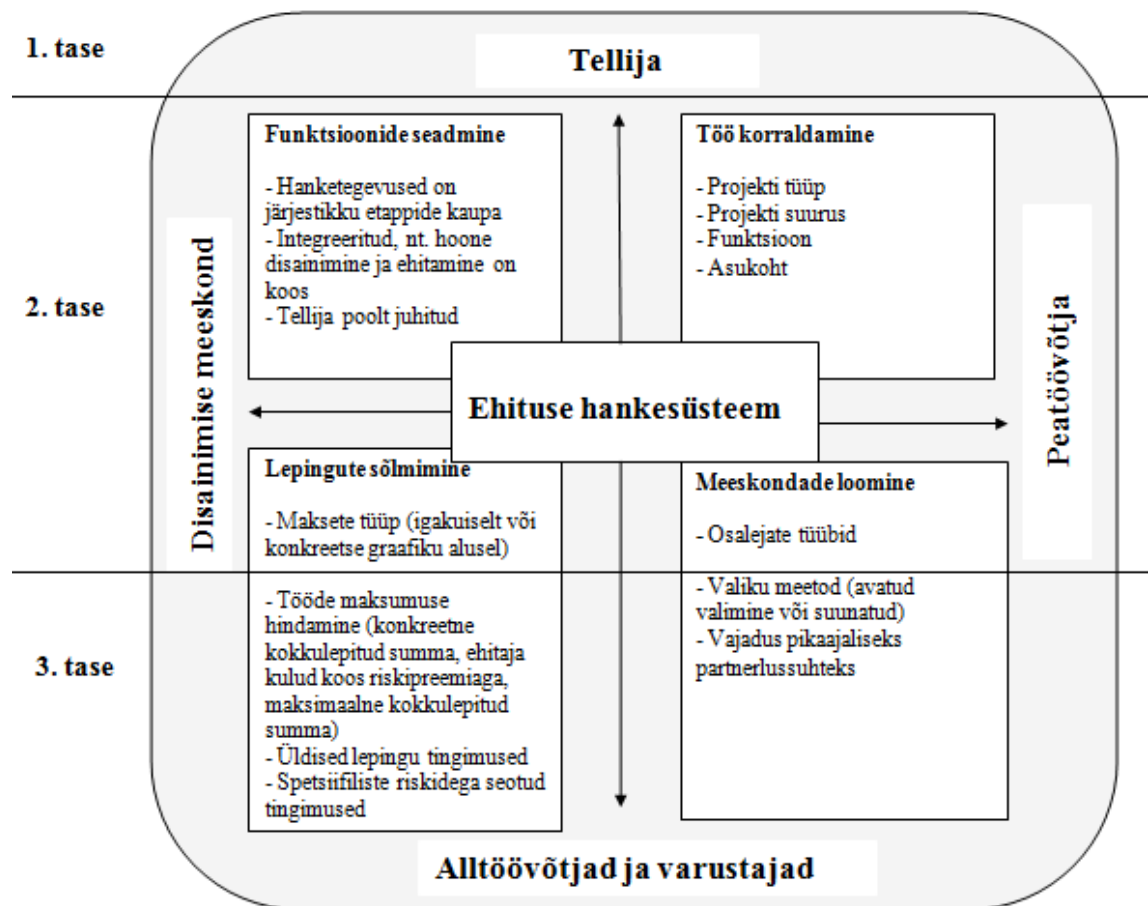 1. tase
Tellija
Funktsioonide seadmine
- Hanketegevused on
järjestikku etappide kaupa
- Integreeritud, nt. hoone
disainimine ja ehitamine on
koos
- Tellija poolt juhitud
Töö korraldamine
- Projekti tüüp
- Projekti suurus
- Funktsioon
- Asukoht
2. tase
Disainimise meeskond
Ehituse hankesüsteem
Peatöövõtja
Lepingute sõlmimine
- Maksete tüüp (igakuiselt või
konkreetse graafiku alusel)
- Tööde maksumuse
hindamine (konkreetne
kokkulepitud summa, ehitaja
kulud koos riskipreemiaga,
maksimaalne kokkulepitud
summa)
- Üldised lepingu tingimused
- Spetsiifiliste riskidega seotud
tingimused
Meeskondade loomine
- Osalejate tüübid
- Valiku meetod (avatud
valimine või suunatud)
- Vajadus pikaajaliseks
partnerlussuhteks
3. tase
Alltöövõtjad ja varustajad